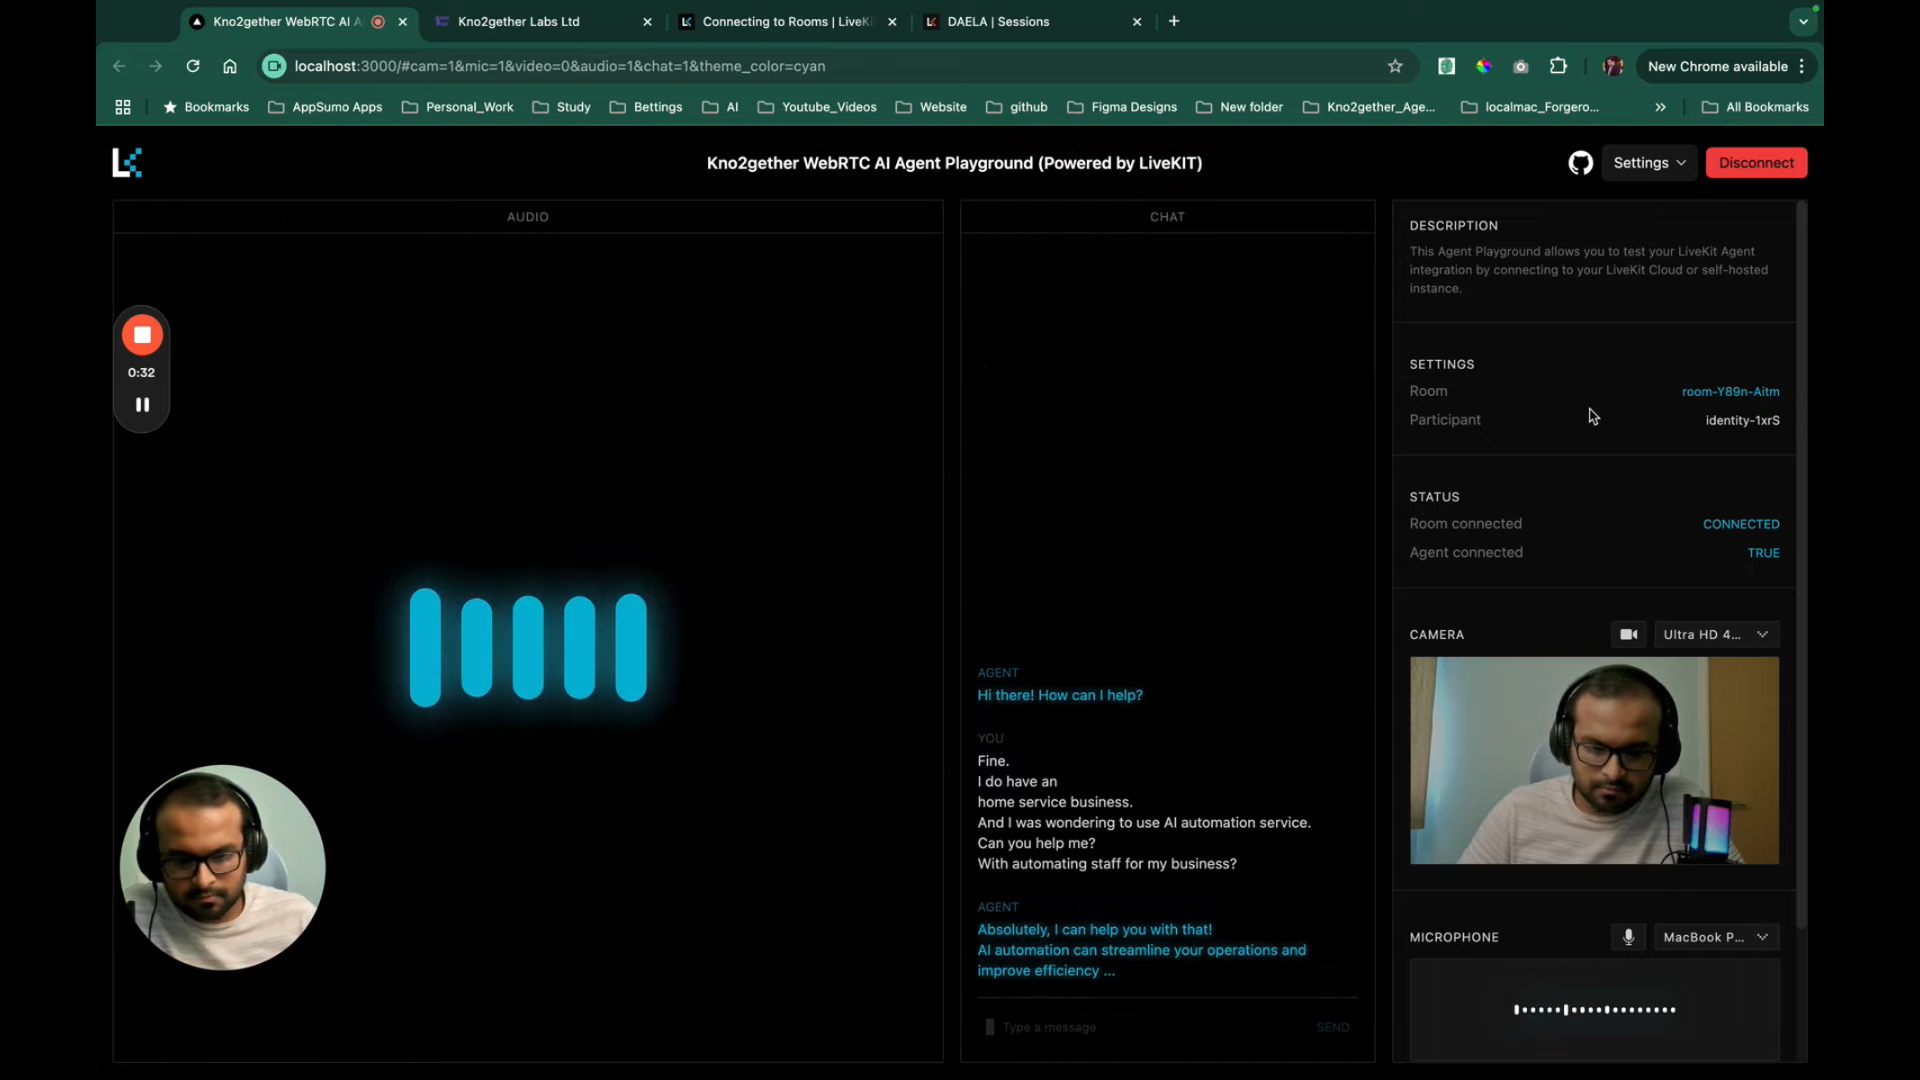 Kno2gether WebRTC AI A
Kno2gether Labs Ltd
Connecting to Rooms | LiveKi
DAELA | Sessions
localhost:3000/#cam=1&mic=1&video=0&audio=1&chat=1&theme_color=cyan
New Chrome available
Bookmarks
AppSumo Apps
Personal_Work
Study
Bettings
AI
Youtube_Videos
Website
github
Figma Designs
New folder
Kno2gether_Age...
localmac_Forgero...
All Bookmarks
Kno2gether WebRTC AI Agent Playground (Powered by LiveKIT)
Settings
Disconnect
AUDIO
0:32
CHAT
AGENT
Hi there! How can I help?
YOU
Fine.
I do have an
home service business.
And I was wondering to use AI automation service.
Can you help me?
With automating staff for my business?
AGENT
Absolutely, I can help you with that!
AI automation can streamline your operations and
improve efficiency ...
Type a message
SEND
DESCRIPTION
This Agent Playground allows you to test your LiveKit Agent
integration by connecting to your LiveKit Cloud or self-hosted
instance.
SETTINGS
Room room-Y89n-Aitm
Participant identity-1xrS
STATUS
Room connected CONNECTED
Agent connected TRUE
CAMERA
Ultra HD 4...
MICROPHONE
MacBook P...